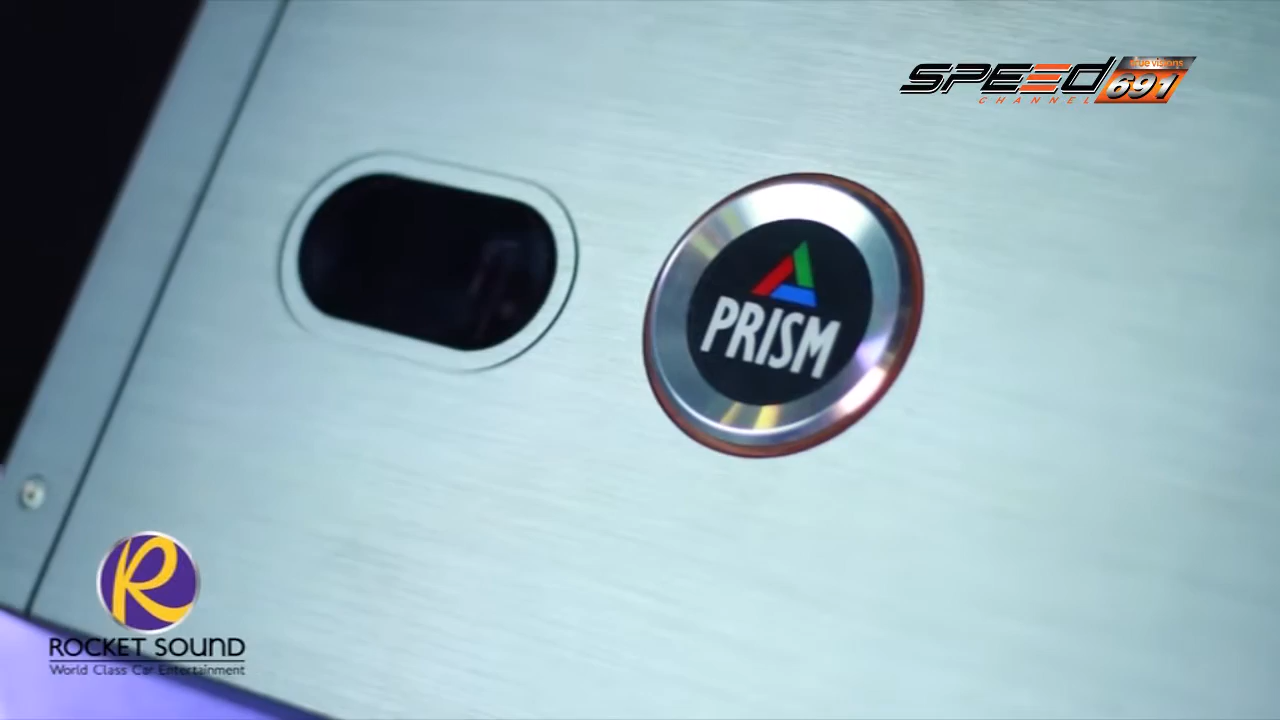 SPEED
true visions
691
CHANNEL
PRISM
R
ROCKET SOUND
World Class Car Entertainment